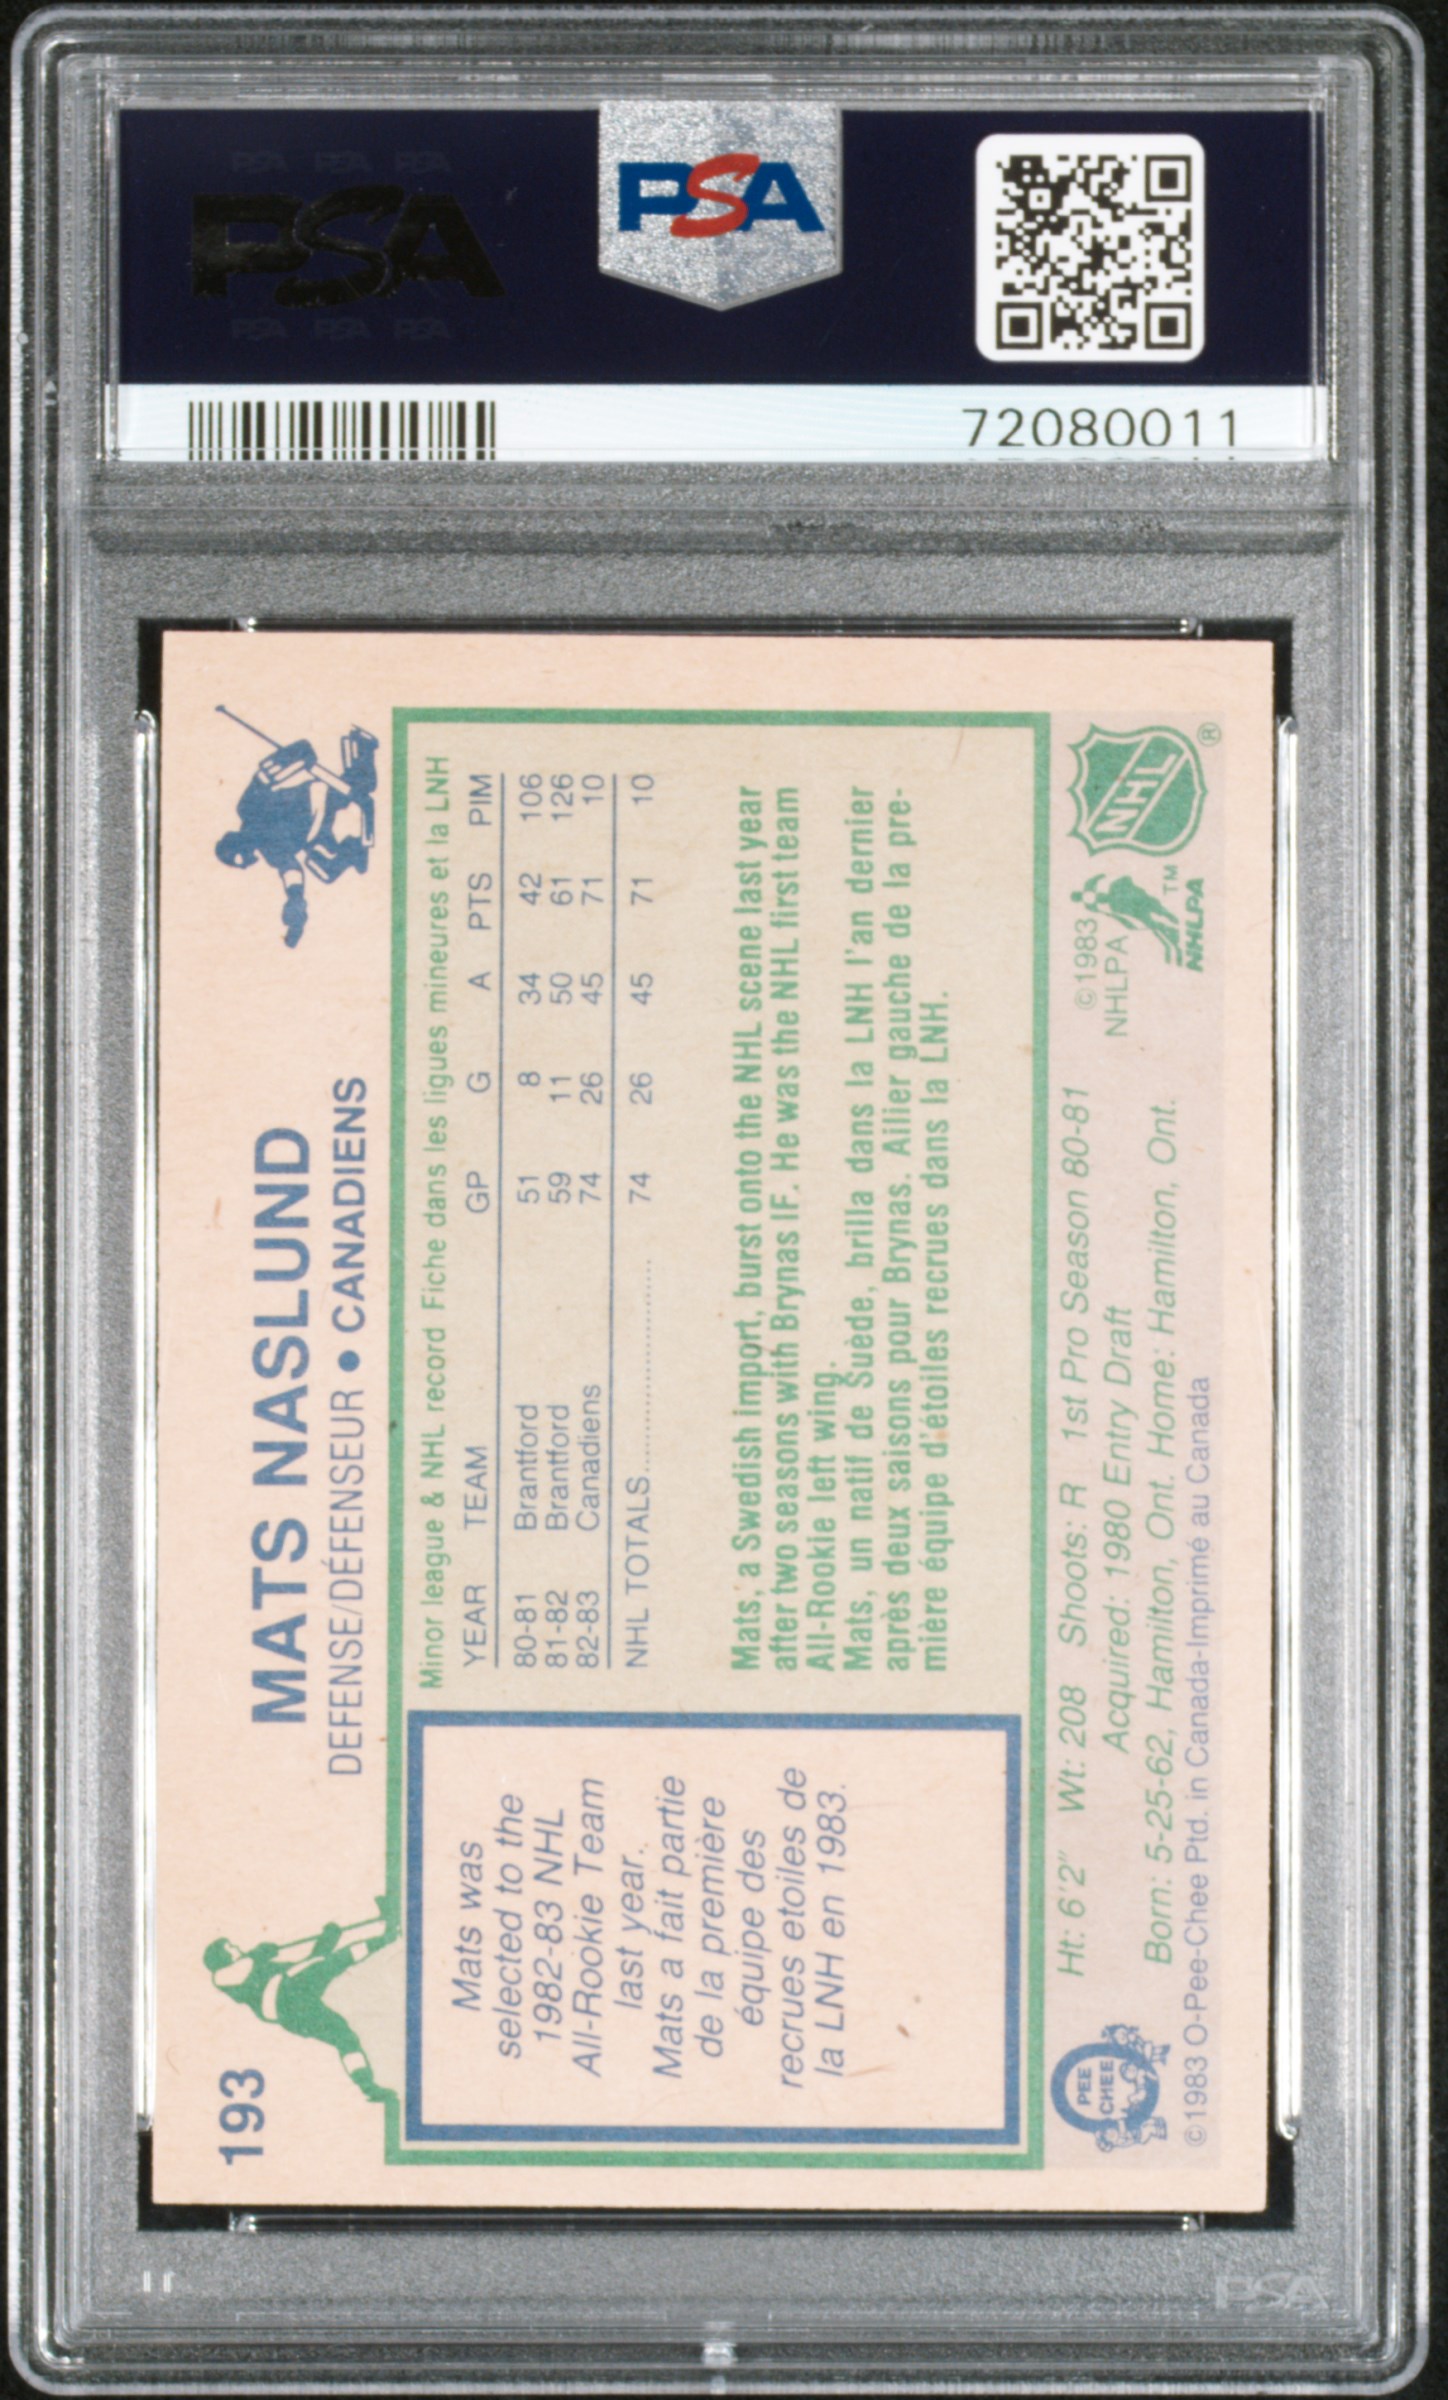 PSA PSA PSA
PSA
PSA PSA PSA
PSA
72080011
193
MATS NASLUND
DEFENSE/DÉFENSEUR • CANADIENS
Mats was
selected to the
1982-83 NHL
All-Rookie Team
last year.
Mats a fait partie
de la première
équipe des
recrues etoiles de
la LNH en 1983.
Minor league & NHL record Fiche dans les ligues mineures et la LNH
YEAR TEAM GP G A PTS PIM
80-81 Brantford 51 8 34 42 106
81-82 Brantford 59 11 50 61 126
82-83 Canadiens 74 26 45 71 10
NHL TOTALS.................... 74 26 45 71 10
Mats, a Swedish import, burst onto the NHL scene last year
after two seasons with Brynas IF. He was the NHL first team
All-Rookie left wing.
Mats, un natif de Suède, brilla dans la LNH l'an dernier
après deux saisons pour Brynas. Ailier gauche de la pre-
mière équipe d'étoiles recrues dans la LNH.
Ht: 6'2" Wt: 208 Shoots: R 1st Pro Season 80-81
Acquired: 1980 Entry Draft
Born: 5-25-62, Hamilton, Ont. Home: Hamilton, Ont.
©1983 O-Pee-Chee Ptd. in Canada-Imprimé au Canada
O PEE CHEE
©1983
NHLPA
NHLPA TM
NHL ®
PSA